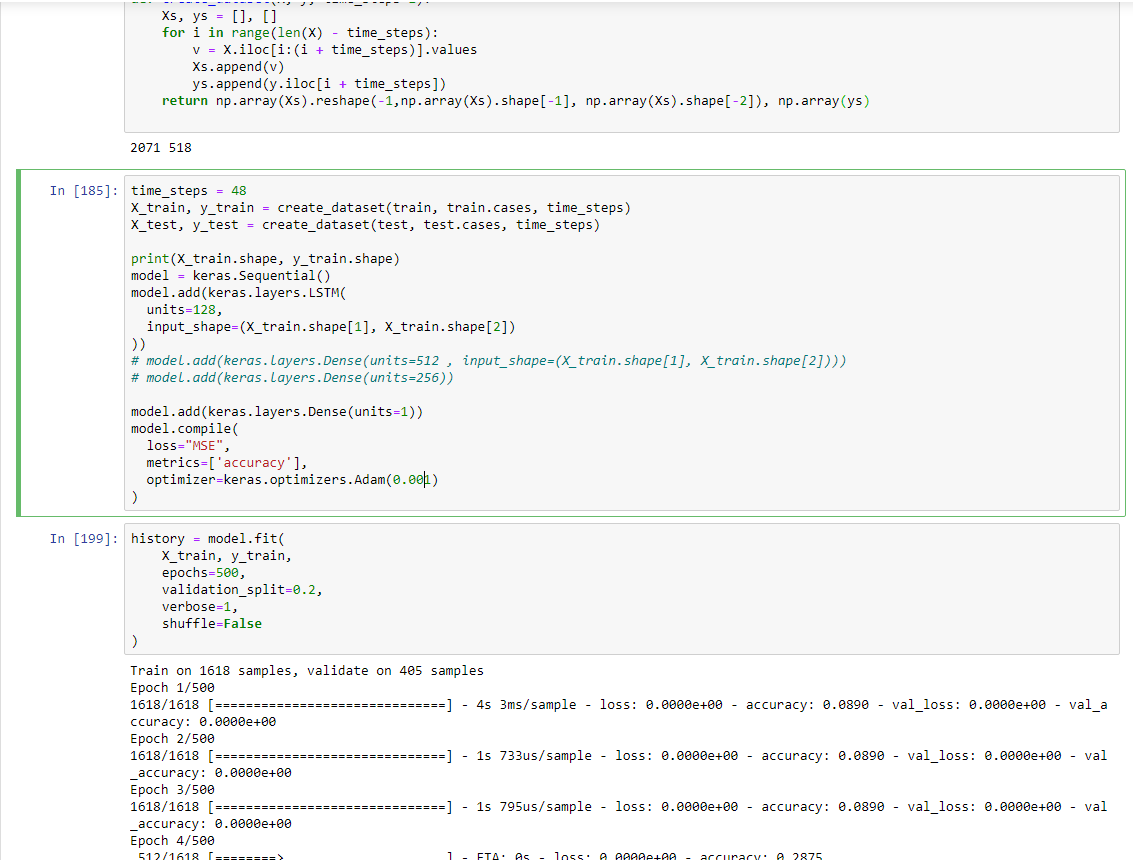 Xs, ys = [], []
for i in range(len(X) - time_steps):
v = X.iloc[i:(i + time_steps)].values
Xs.append(v)
ys.append(y.iloc[i + time_steps])
return np.array(Xs).reshape(-1,np.array(Xs).shape[-1], np.array(Xs).shape[-2]), np.array(ys)
2071 518
In [185]: time_steps = 48
X_train, y_train = create_dataset(train, train.cases, time_steps)
X_test, y_test = create_dataset(test, test.cases, time_steps)
print(X_train.shape, y_train.shape)
model = keras.Sequential()
model.add(keras.layers.LSTM(
units=128,
input_shape=(X_train.shape[1], X_train.shape[2])
))
# model.add(keras.layers.Dense(units=512 , input_shape=(X_train.shape[1], X_train.shape[2])))
# model.add(keras.layers.Dense(units=256))
model.add(keras.layers.Dense(units=1))
model.compile(
loss="MSE",
metrics=['accuracy'],
optimizer=keras.optimizers.Adam(0.001)
)
In [199]: history = model.fit(
X_train, y_train,
epochs=500,
validation_split=0.2,
verbose=1,
shuffle=False
)
Train on 1618 samples, validate on 405 samples
Epoch 1/500
1618/1618 [==============================] - 4s 3ms/sample - loss: 0.0000e+00 - accuracy: 0.0890 - val_loss: 0.0000e+00 - val_a
ccuracy: 0.0000e+00
Epoch 2/500
1618/1618 [==============================] - 1s 733us/sample - loss: 0.0000e+00 - accuracy: 0.0890 - val_loss: 0.0000e+00 - val
_accuracy: 0.0000e+00
Epoch 3/500
1618/1618 [==============================] - 1s 795us/sample - loss: 0.0000e+00 - accuracy: 0.0890 - val_loss: 0.0000e+00 - val
_accuracy: 0.0000e+00
Epoch 4/500
512/1618 [========>                     ] - ETA: 0s - loss: 0.0000e+00 - accuracy: 0.2875